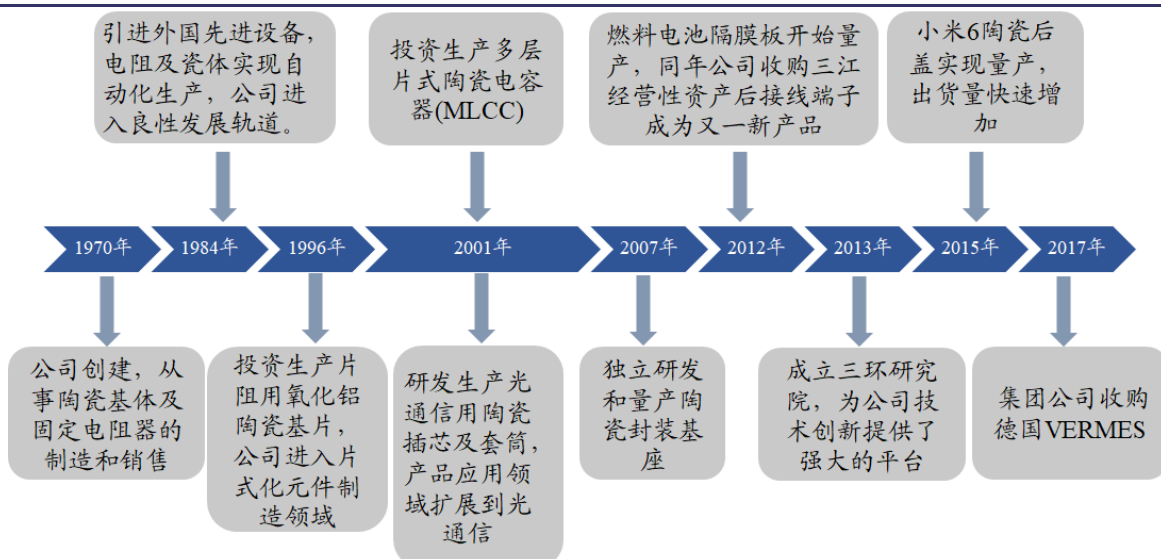 引进外国先进设备，
电阻及瓷体实现自
动化生产，公司进
入良性发展轨道。
投资生产多层
片式陶瓷电容
器(MLCC)
燃料电池隔膜板开始量
产，同年公司收购三江
经营性资产后接线端子
成为又一新产品
小米6陶瓷后
盖实现量产，
出货量快速增
加
1970年
1984年
1996年
2001年
2007年
2012年
2013年
2015年
2017年
公司创建，从
事陶瓷基体及
固定电阻器的
制造和销售
投资生产片
阻用氧化铝
陶瓷基片，
公司进入片
式化元件制
造领域
研发生产光
通信用陶瓷
插芯及套筒，
产品应用领
域扩展到光
通信
独立研发
和量产陶
瓷封装基
座
成立三环研究
院，为公司技
术创新提供了
强大的平台
集团公司收购
德国VERMES